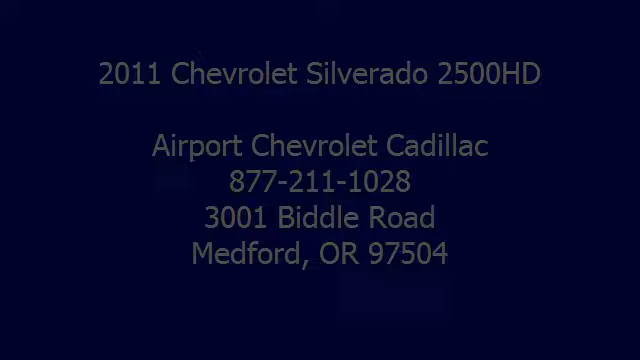 2011 Chevrolet Silverado 2500HD
Airport Chevrolet Cadillac
877-211-1028
3001 Biddle Road
Medford, OR 97504